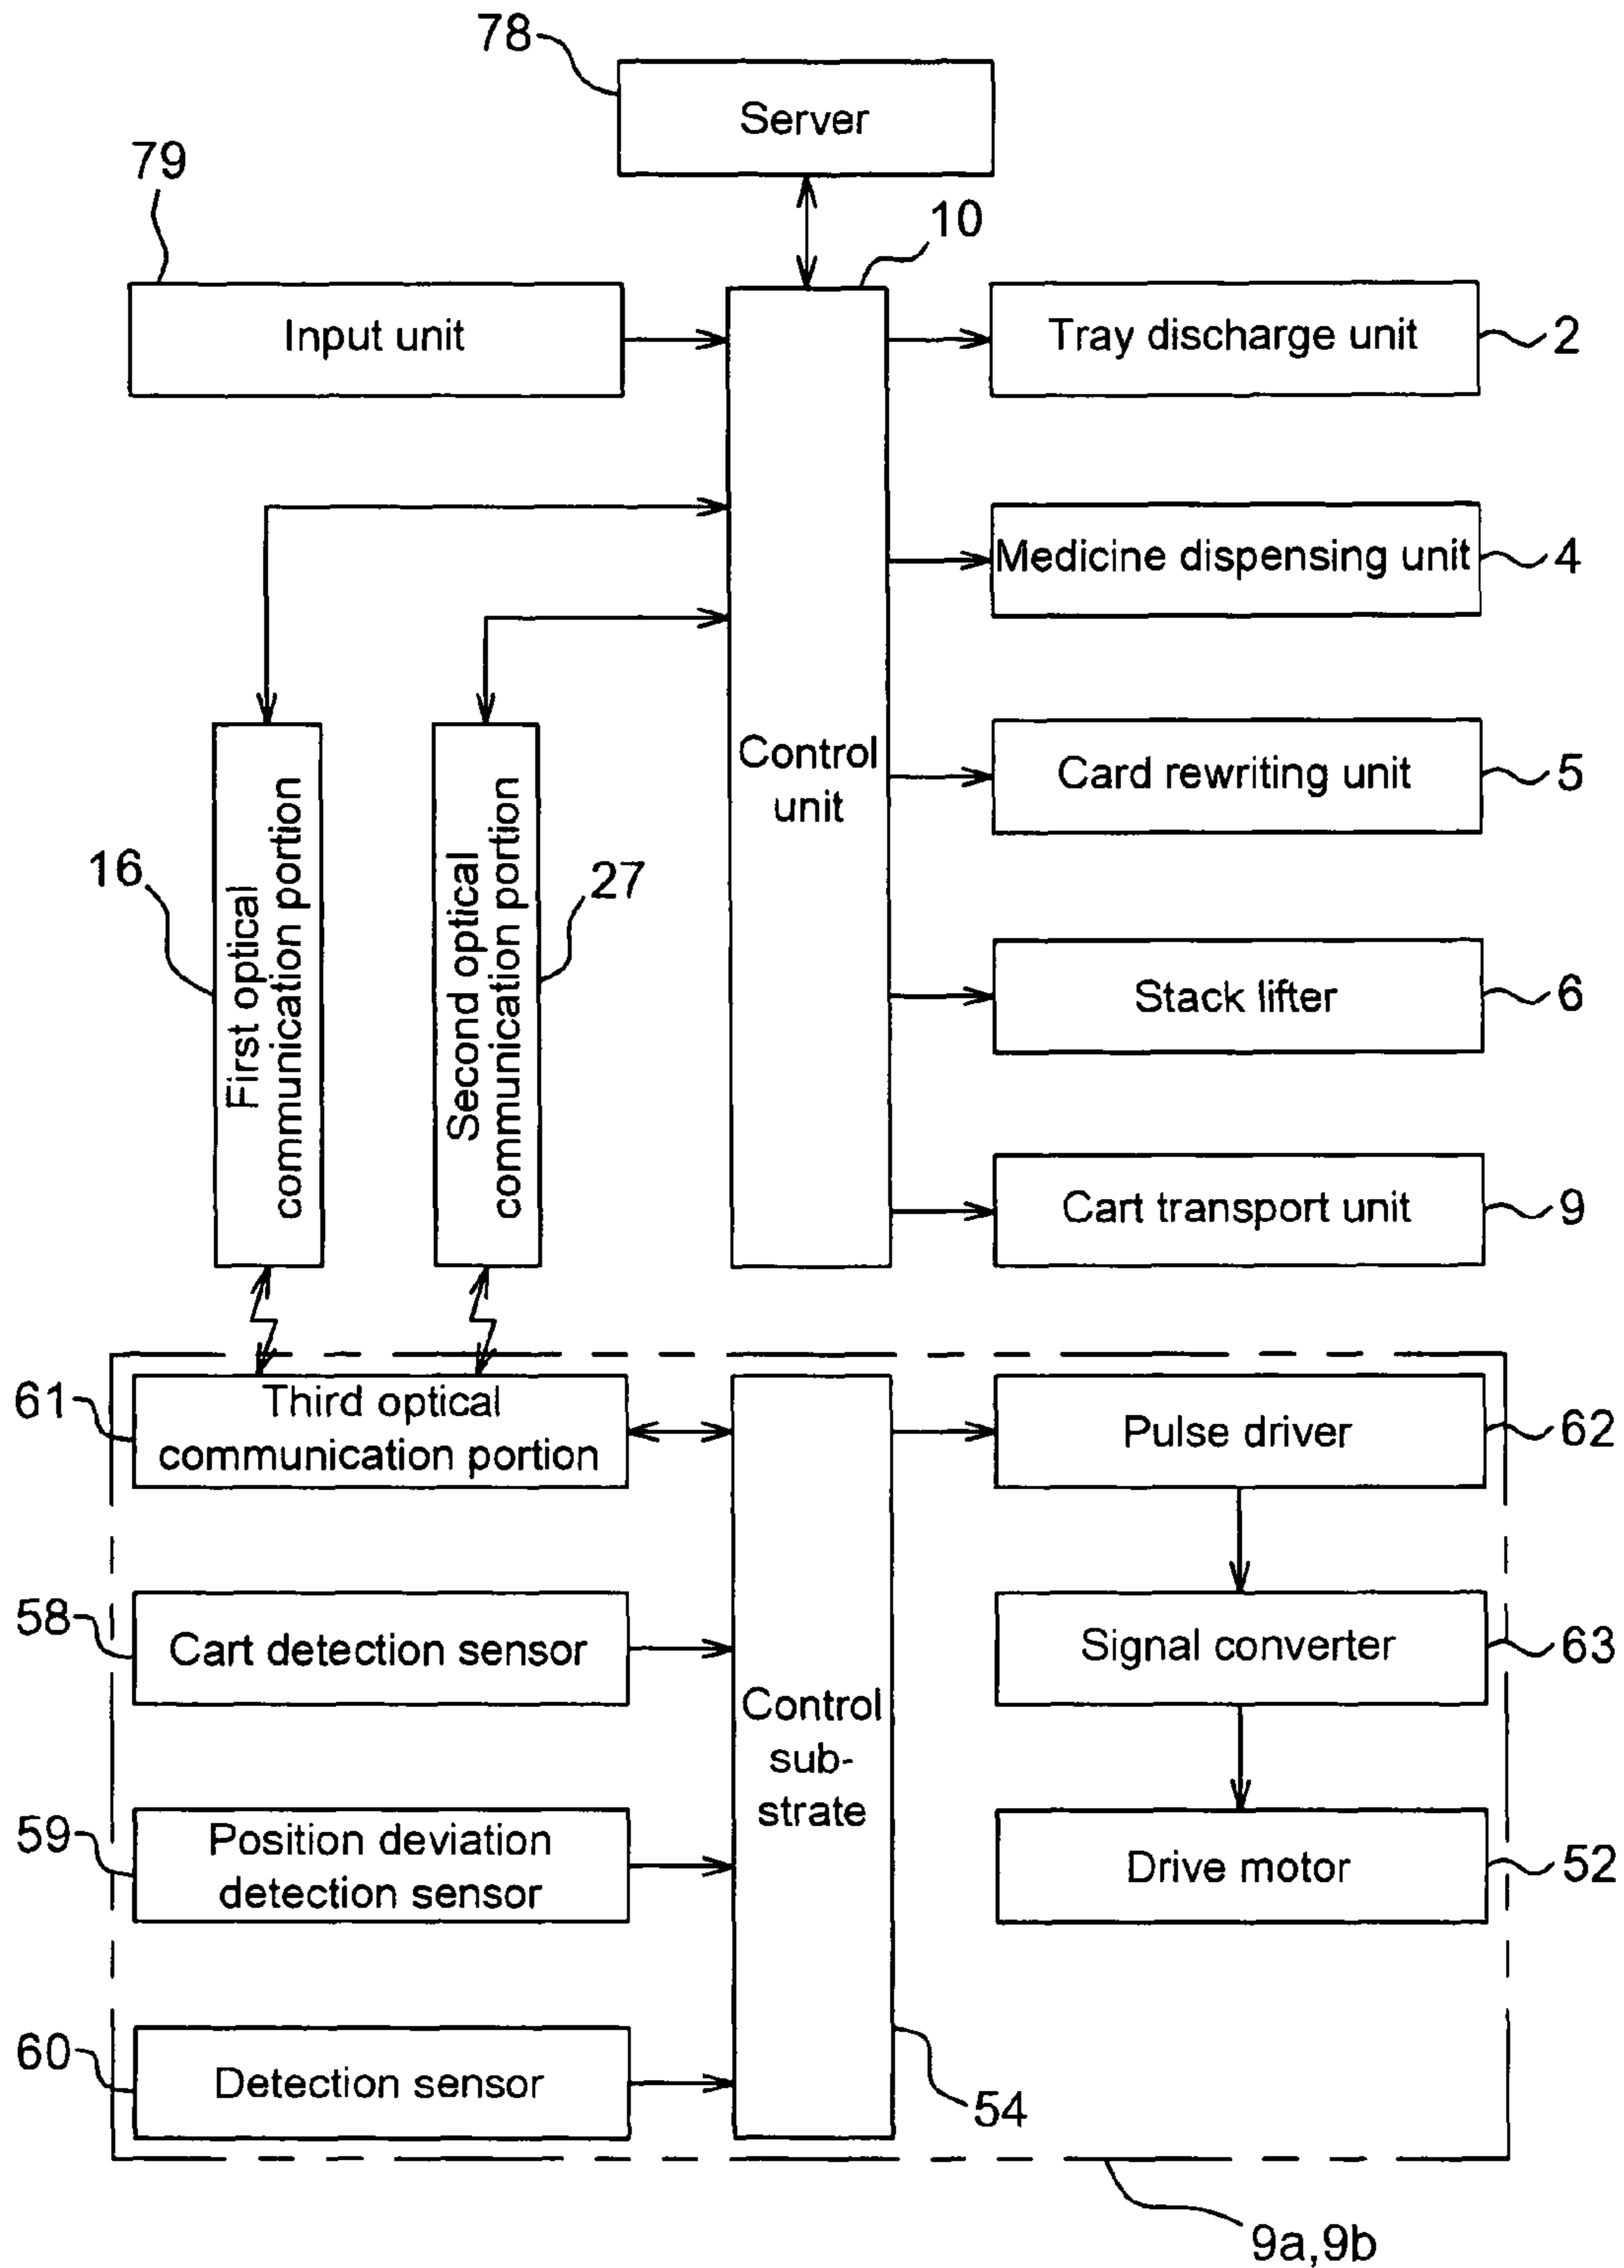 78
Server
79
10
Input unit
Tray discharge unit
2
Medicine dispensing unit
4
Control
unit
Card rewriting unit
5
16
First optical
communication portion
Second optical
communication portion
27
Stack lifter
6
Cart transport unit
9
61
Third optical
communication portion
Pulse driver
62
58
Cart detection sensor
Signal converter
63
Control
sub-
strate
59
Position deviation
detection sensor
Drive motor
52
60
Detection sensor
54
9a,9b